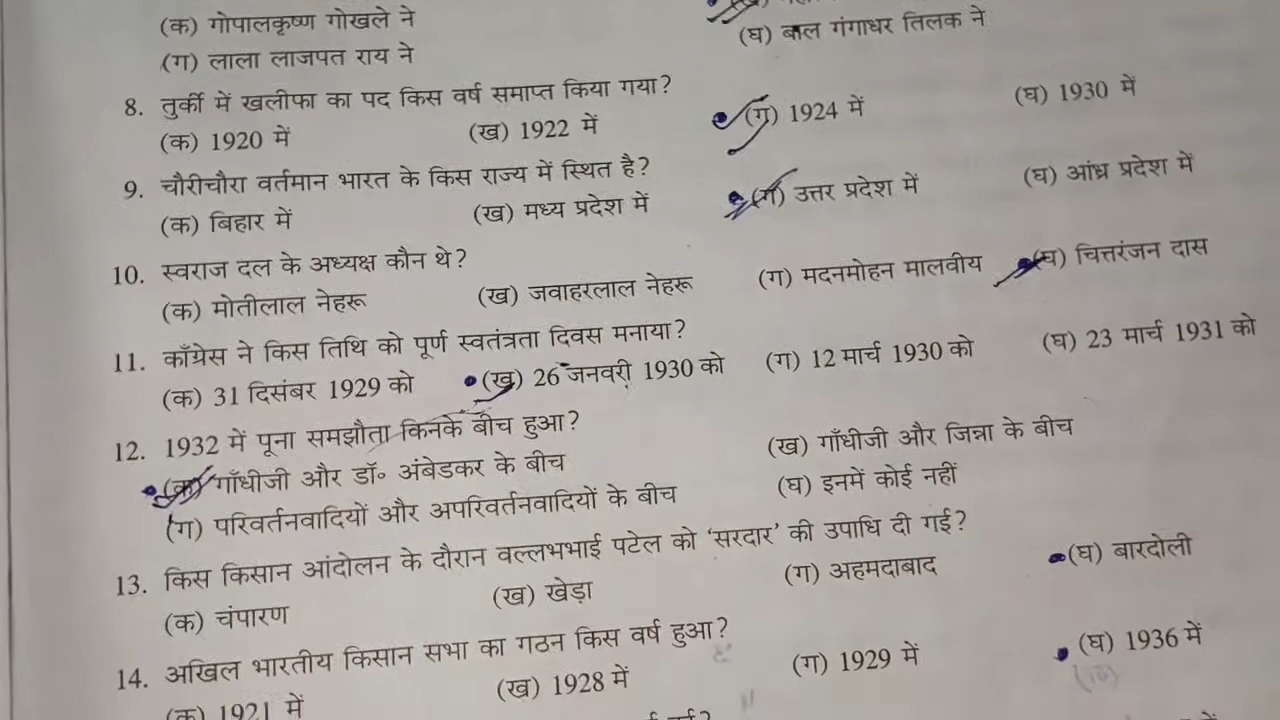 (क) गोपालकृष्ण गोखले ने
(घ) बाल गंगाधर तिलक ने
(ग) लाला लाजपत राय ने
8. तुर्की में खलीफा का पद किस वर्ष समाप्त किया गया?
(क) 1920 में (ख) 1922 में (ग) 1924 में (घ) 1930 में
9. चौरीचौरा वर्तमान भारत के किस राज्य में स्थित है?
(क) बिहार में (ख) मध्य प्रदेश में (ग) उत्तर प्रदेश में (घ) आंध्र प्रदेश में
10. स्वराज दल के अध्यक्ष कौन थे?
(क) मोतीलाल नेहरू (ख) जवाहरलाल नेहरू (ग) मदनमोहन मालवीय (घ) चित्तरंजन दास
11. काँग्रेस ने किस तिथि को पूर्ण स्वतंत्रता दिवस मनाया?
(क) 31 दिसंबर 1929 को (ख) 26 जनवरी 1930 को (ग) 12 मार्च 1930 को (घ) 23 मार्च 1931 को
12. 1932 में पूना समझौता किनके बीच हुआ?
(क) गाँधीजी और डॉ० अंबेडकर के बीच (ख) गाँधीजी और जिन्ना के बीच
(ग) परिवर्तनवादियों और अपरिवर्तनवादियों के बीच (घ) इनमें कोई नहीं
13. किस किसान आंदोलन के दौरान वल्लभभाई पटेल को 'सरदार' की उपाधि दी गई?
(क) चंपारण (ख) खेड़ा (ग) अहमदाबाद (घ) बारदोली
14. अखिल भारतीय किसान सभा का गठन किस वर्ष हुआ?
(क) 1921 में (ख) 1928 में (ग) 1929 में (घ) 1936 में